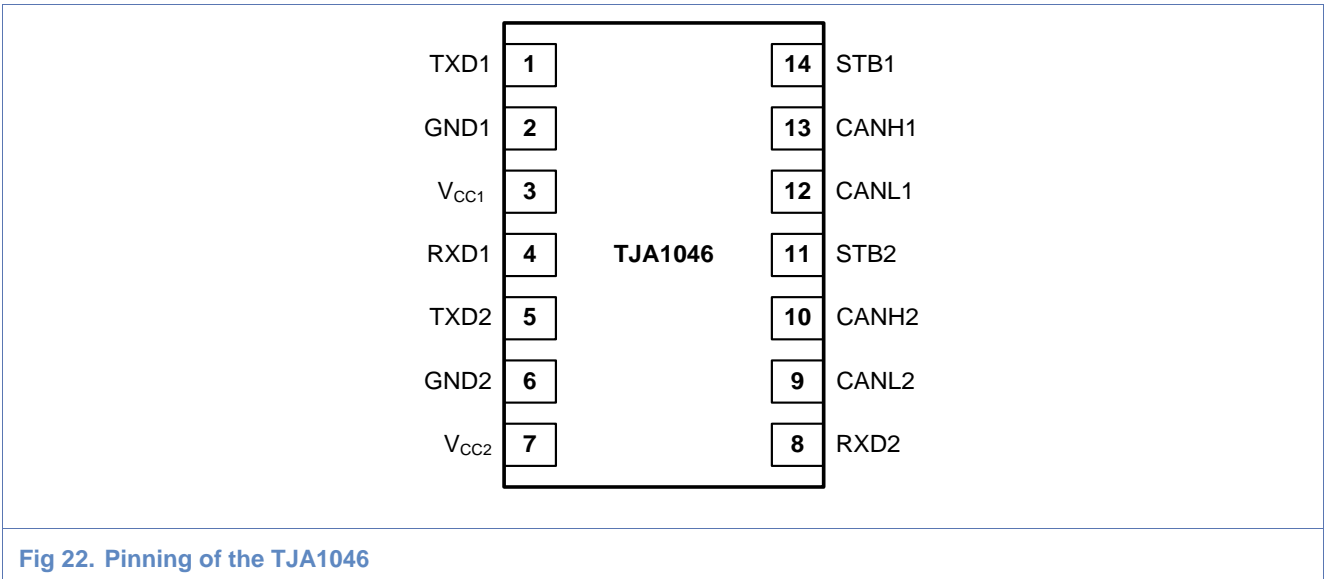 TXD1 1 14 STB1
GND1 2 13 CANH1
VCC1 3 12 CANL1
RXD1 4 TJA1046 11 STB2
TXD2 5 10 CANH2
GND2 6 9 CANL2
VCC2 7 8 RXD2
Fig 22. Pinning of the TJA1046